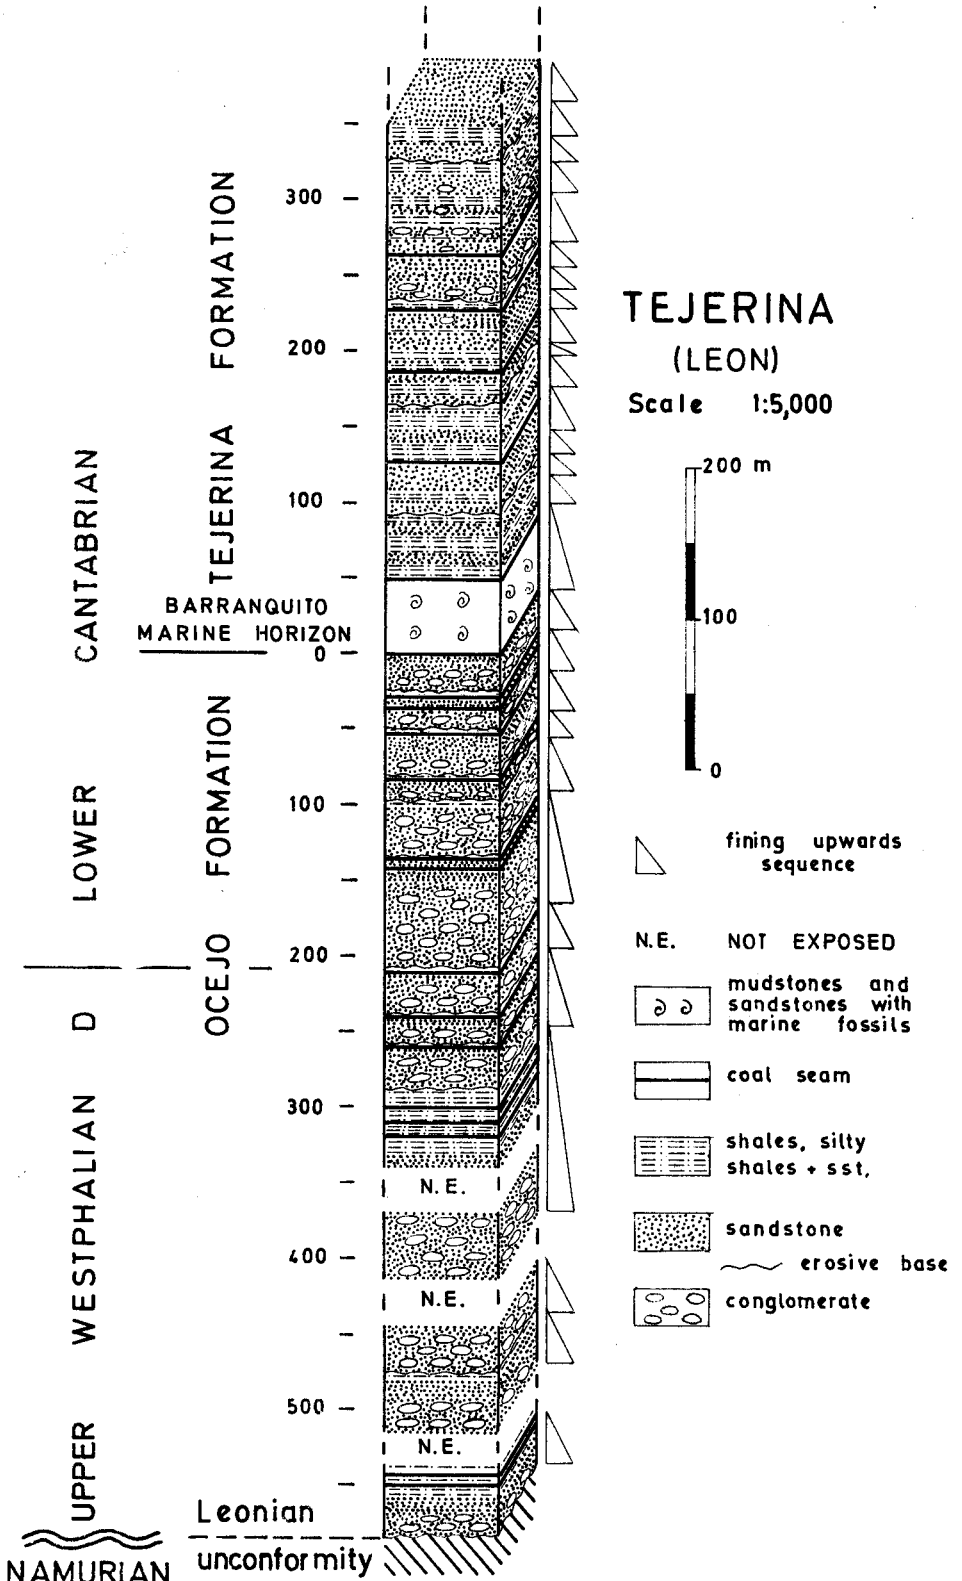 TEJERINA
(LEON)
Scale 1:5,000
200 m
100
0
fining upwards
sequence
N.E. NOT EXPOSED
mudstones and
sandstones with
marine fossils
coal seam
shales, silty
shales + sst.
sandstone
erosive base
conglomerate
300
200
100
0
100
200
300
400
500
TEJERINA FORMATION
BARRANQUITO
MARINE HORIZON
OCEJO FORMATION
LOWER CANTABRIAN
UPPER WESTPHALIAN D
N.E.
N.E.
N.E.
Leonian
unconformity
NAMURIAN